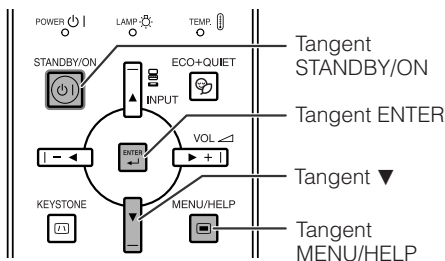 POWER LAMP TEMP.
STANDBY/ON ECO+QUIET
INPUT
ENTER
VOL
− +
KEYSTONE MENU/HELP
Tangent
STANDBY/ON
Tangent ENTER
Tangent ▼
Tangent
MENU/HELP